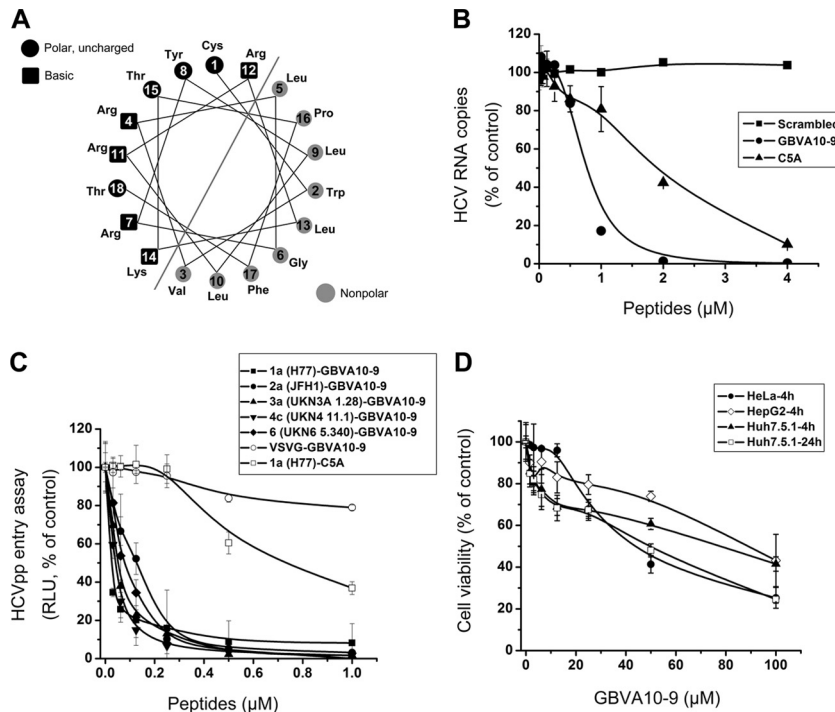 A
Polar, uncharged
Basic
Cys
Tyr
Arg
Thr
Leu
1
8
12
5
15
Arg
4
16
Pro
Arg
11
9
Leu
Thr
18
2
Trp
Arg
7
13
Leu
Lys
14
6
Gly
3
10
17
Val
Leu
Phe
Nonpolar
B
HCV RNA copies
(% of control)
120
100
80
60
40
20
0
0
1
2
3
4
Peptides (µM)
Scrambled
GBVA10-9
C5A
C
HCVpp entry assay
(RLU, % of control)
120
100
80
60
40
20
0
0.0
0.2
0.4
0.6
0.8
1.0
Peptides (µM)
1a (H77)-GBVA10-9
2a (JFH1)-GBVA10-9
3a (UKN3A 1.28)-GBVA10-9
4c (UKN4 11.1)-GBVA10-9
6 (UKN6 5.340)-GBVA10-9
VSVG-GBVA10-9
1a (H77)-C5A
D
Cell viability (% of control)
120
100
80
60
40
20
0
0
20
40
60
80
100
GBVA10-9 (µM)
HeLa-4h
HepG2-4h
Huh7.5.1-4h
Huh7.5.1-24h